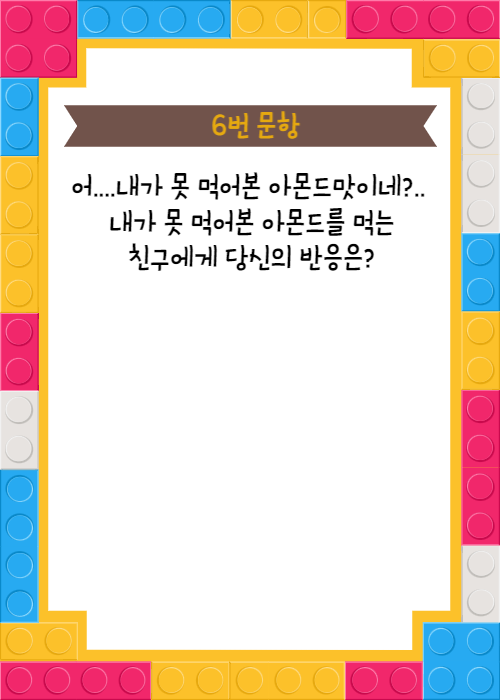 6번 문항
어....내가 못 먹어본 아몬드맛이네?..
내가 못 먹어본 아몬드를 먹는
친구에게 당신의 반응은?